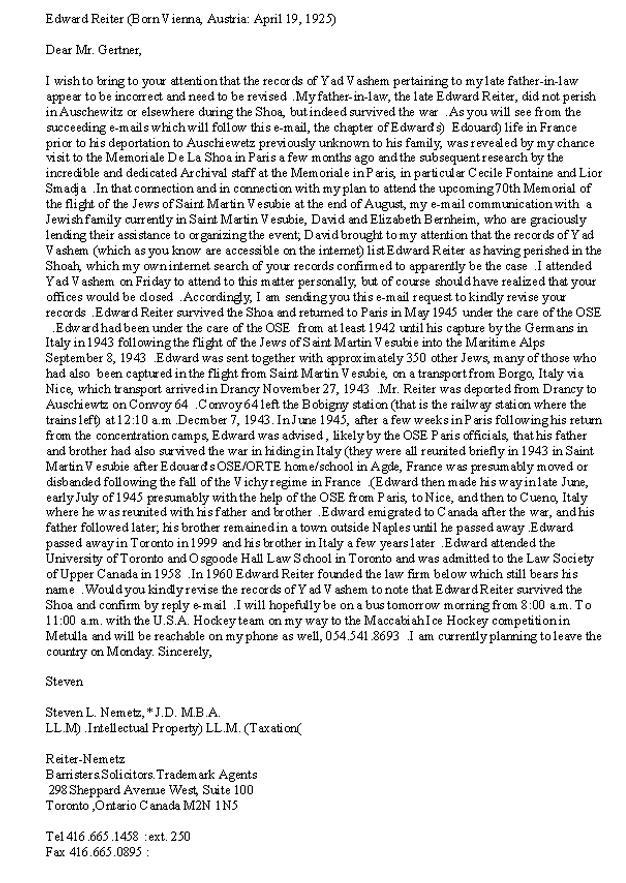 Edward Reiter (Born Vienna, Austria: April 19, 1925)
Dear Mr. Gertner,
I wish to bring to your attention that the records of Yad Vashem pertaining to my late father-in-law
appear to be incorrect and need to be revised .My father-in-law, the late Edward Reiter, did not perish
in Auschewitz or elsewhere during the Shoa, but indeed survived the war .As you will see from the
succeeding e-mails which will follow this e-mail, the chapter of Edward's) Edouard) life in France
prior to his deportation to Auschiewetz previously unknown to his family, was revealed by my chance
visit to the Memoriale De La Shoa in Paris a few months ago and the subsequent research by the
incredible and dedicated Archival staff at the Memoriale in Paris, in particular Cecile Fontaine and Lior
Smadja .In that connection and in connection with my plan to attend the upcoming 70th Memorial of
the flight of the Jews of Saint Martin Vesubie at the end of August, my e-mail communication with a
Jewish family currently in Saint Martin Vesubie, David and Elizabeth Bernheim, who are graciously
lending their assistance to organizing the event; David brought to my attention that the records of Yad
Vashem (which as you know are accessible on the internet) list Edward Reiter as having perished in the
Shoah, which my own internet search of your records confirmed to apparently be the case .I attended
Yad Vashem on Friday to attend to this matter personally, but of course should have realized that your
offices would be closed .Accordingly, I am sending you this e-mail request to kindly revise your
records .Edward Reiter survived the Shoa and returned to Paris in May 1945 under the care of the OSE
.Edward had been under the care of the OSE from at least 1942 until his capture by the Germans in
Italy in 1943 following the flight of the Jews of Saint Martin Vesubie into the Maritime Alps
September 8, 1943 .Edward was sent together with approximately 350 other Jews, many of those who
had also been captured in the flight from Saint Martin Vesubie, on a transport from Borgo, Italy via
Nice, which transport arrived in Drancy November 27, 1943 .Mr. Reiter was deported from Drancy to
Auschiewtz on Convoy 64 .Convoy 64 left the Bobigny station (that is the railway station where the
trains left) at 12:10 a.m .Decmber 7, 1943. In June 1945, after a few weeks in Paris following his return
from the concentration camps, Edward was advised , likely by the OSE Paris officials, that his father
and brother had also survived the war in hiding in Italy (they were all reunited briefly in 1943 in Saint
Martin Vesubie after Edouard's OSE/ORTE home/school in Agde, France was presumably moved or
disbanded following the fall of the Vichy regime in France .(Edward then made his way in late June,
early July of 1945 presumably with the help of the OSE from Paris, to Nice, and then to Cueno, Italy
where he was reunited with his father and brother .Edward emigrated to Canada after the war, and his
father followed later; his brother remained in a town outside Naples until he passed away .Edward
passed away in Toronto in 1999 and his brother in Italy a few years later .Edward attended the
University of Toronto and Osgoode Hall Law School in Toronto and was admitted to the Law Society
of Upper Canada in 1958 .In 1960 Edward Reiter founded the law firm below which still bears his
name .Would you kindly revise the records of Yad Vashem to note that Edward Reiter survived the
Shoa and confirm by reply e-mail .I will hopefully be on a bus tomorrow morning from 8:00 a.m. To
11:00 a.m. with the U.S.A. Hockey team on my way to the Maccabiah Ice Hockey competition in
Metulla and will be reachable on my phone as well, 054.541.8693 .I am currently planning to leave the
country on Monday. Sincerely,
Steven
Steven L. Nemetz, * J.D. M.B.A.
LL.M) .Intellectual Property) LL.M. (Taxation(
Reiter-Nemetz
Barristers.Solicitors.Trademark Agents
298 Sheppard Avenue West, Suite 100
Toronto ,Ontario Canada M2N 1N5
Tel 416.665.1458 :ext. 250
Fax 416.665.0895 :